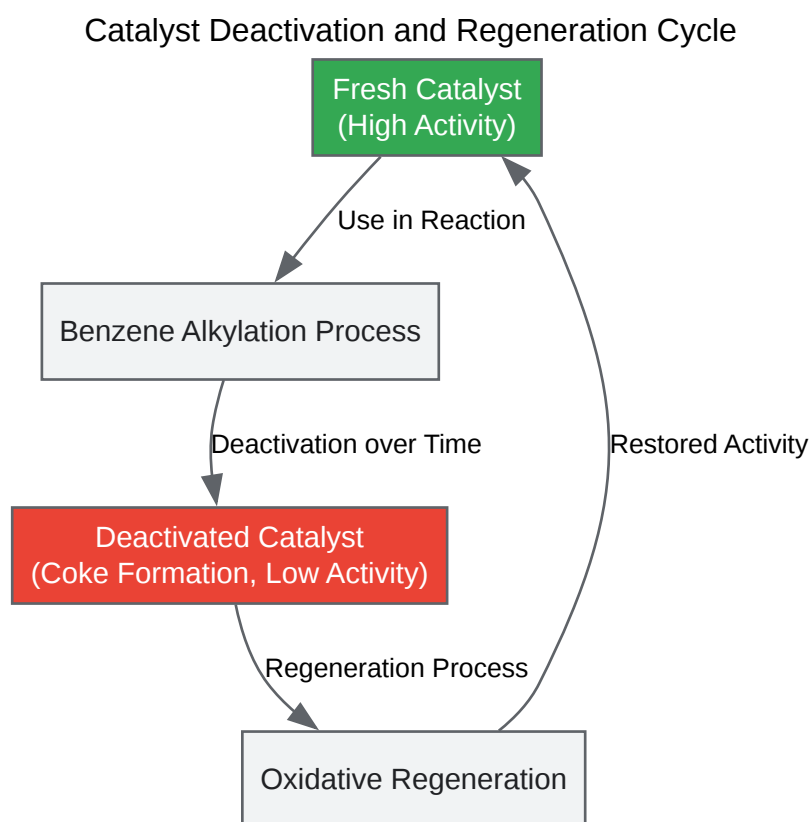 Catalyst Deactivation and Regeneration Cycle
Fresh Catalyst
(High Activity)
Use in Reaction
Benzene Alkylation Process
Deactivation over Time
Restored Activity
Deactivated Catalyst
(Coke Formation, Low Activity)
Regeneration Process
Oxidative Regeneration